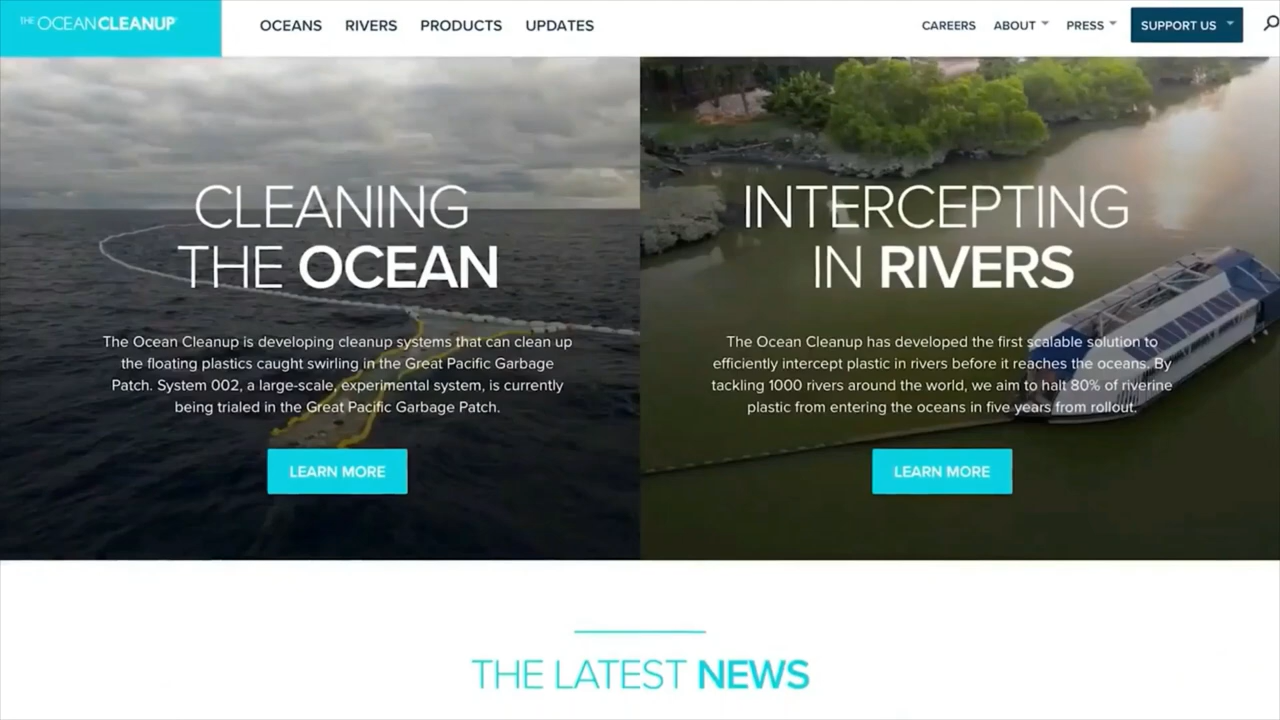 THE OCEAN CLEANUP
OCEANS RIVERS PRODUCTS UPDATES
CAREERS ABOUT PRESS SUPPORT US
CLEANING
THE OCEAN
The Ocean Cleanup is developing cleanup systems that can clean up
the floating plastics caught swirling in the Great Pacific Garbage
Patch. System 002, a large-scale, experimental system, is currently
being trialed in the Great Pacific Garbage Patch.
LEARN MORE
INTERCEPTING
IN RIVERS
The Ocean Cleanup has developed the first scalable solution to
efficiently intercept plastic in rivers before it reaches the oceans. By
tackling 1000 rivers around the world, we aim to halt 80% of riverine
plastic from entering the oceans in five years from rollout.
LEARN MORE
THE LATEST NEWS